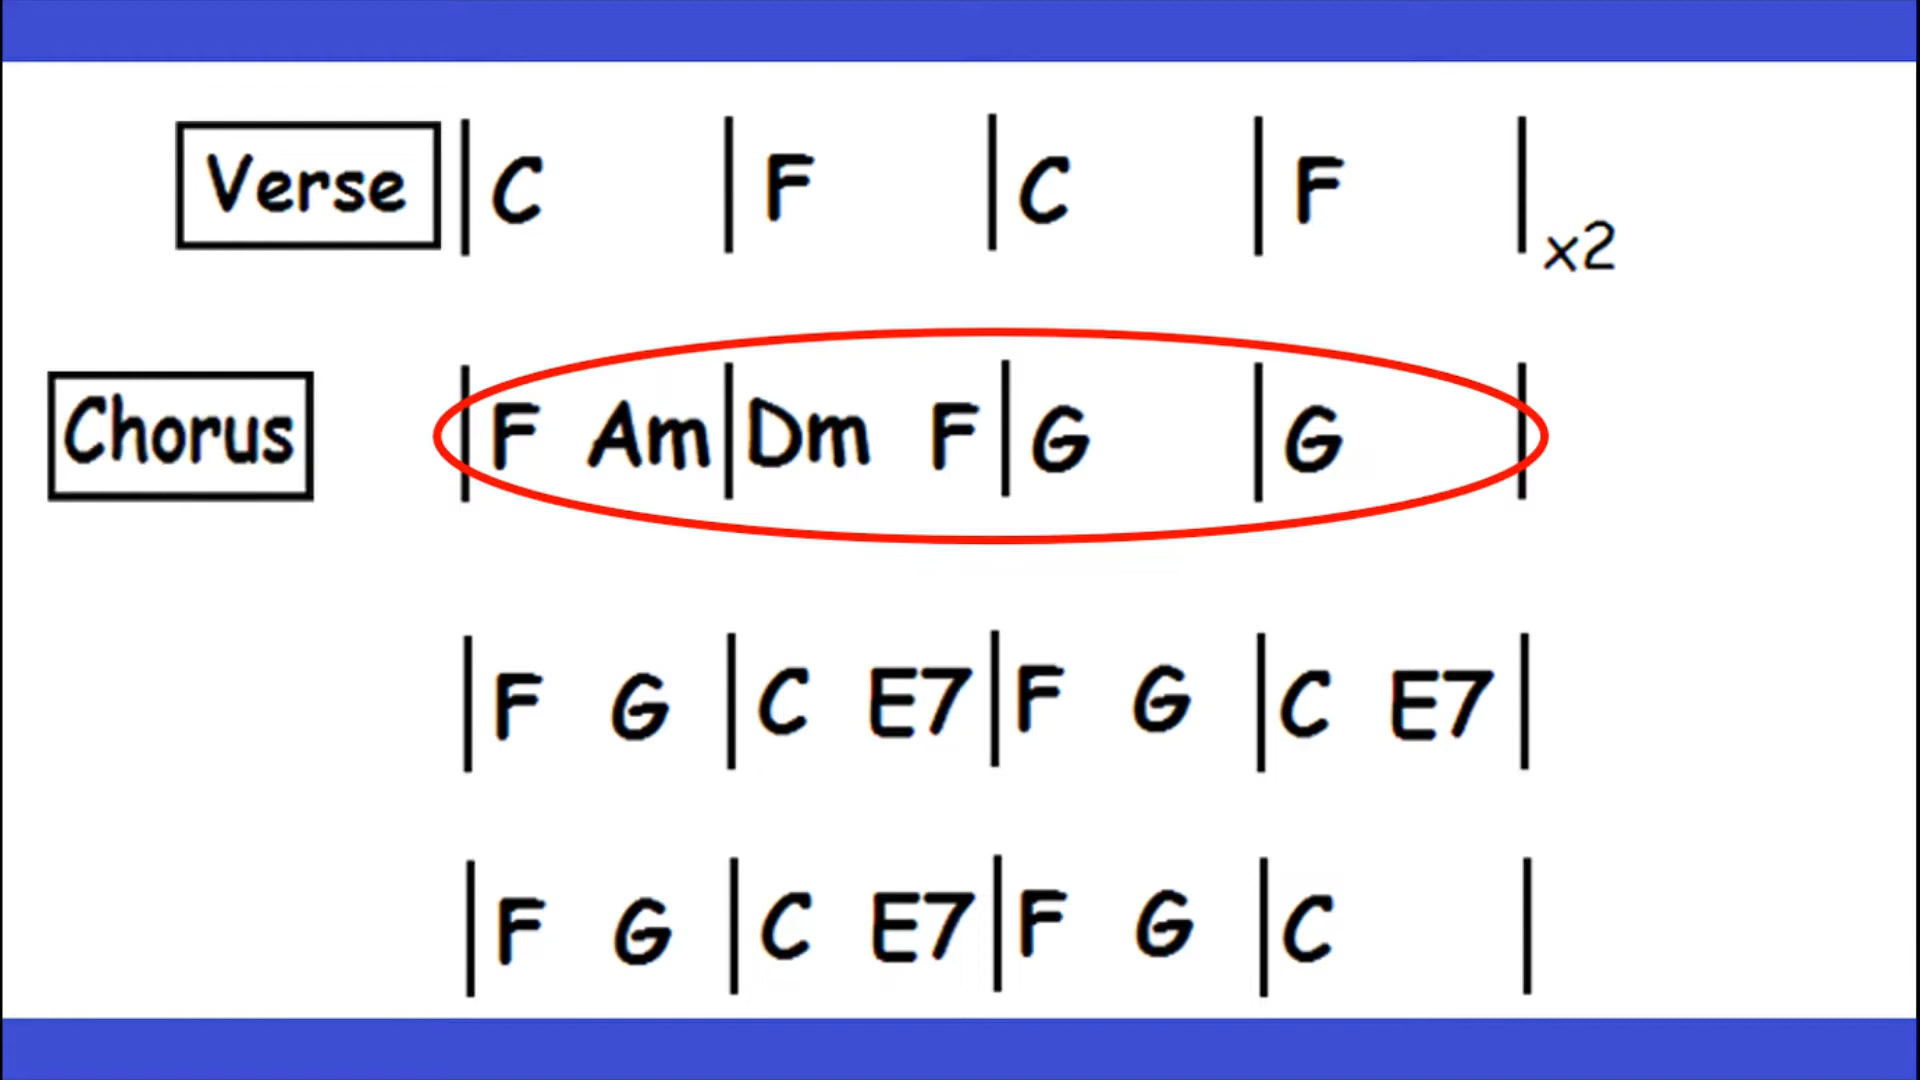 Verse | C | F | C | F | x2
Chorus | F Am | Dm F | G | G |
| F G | C E7 | F G | C E7 |
| F G | C E7 | F G | C |